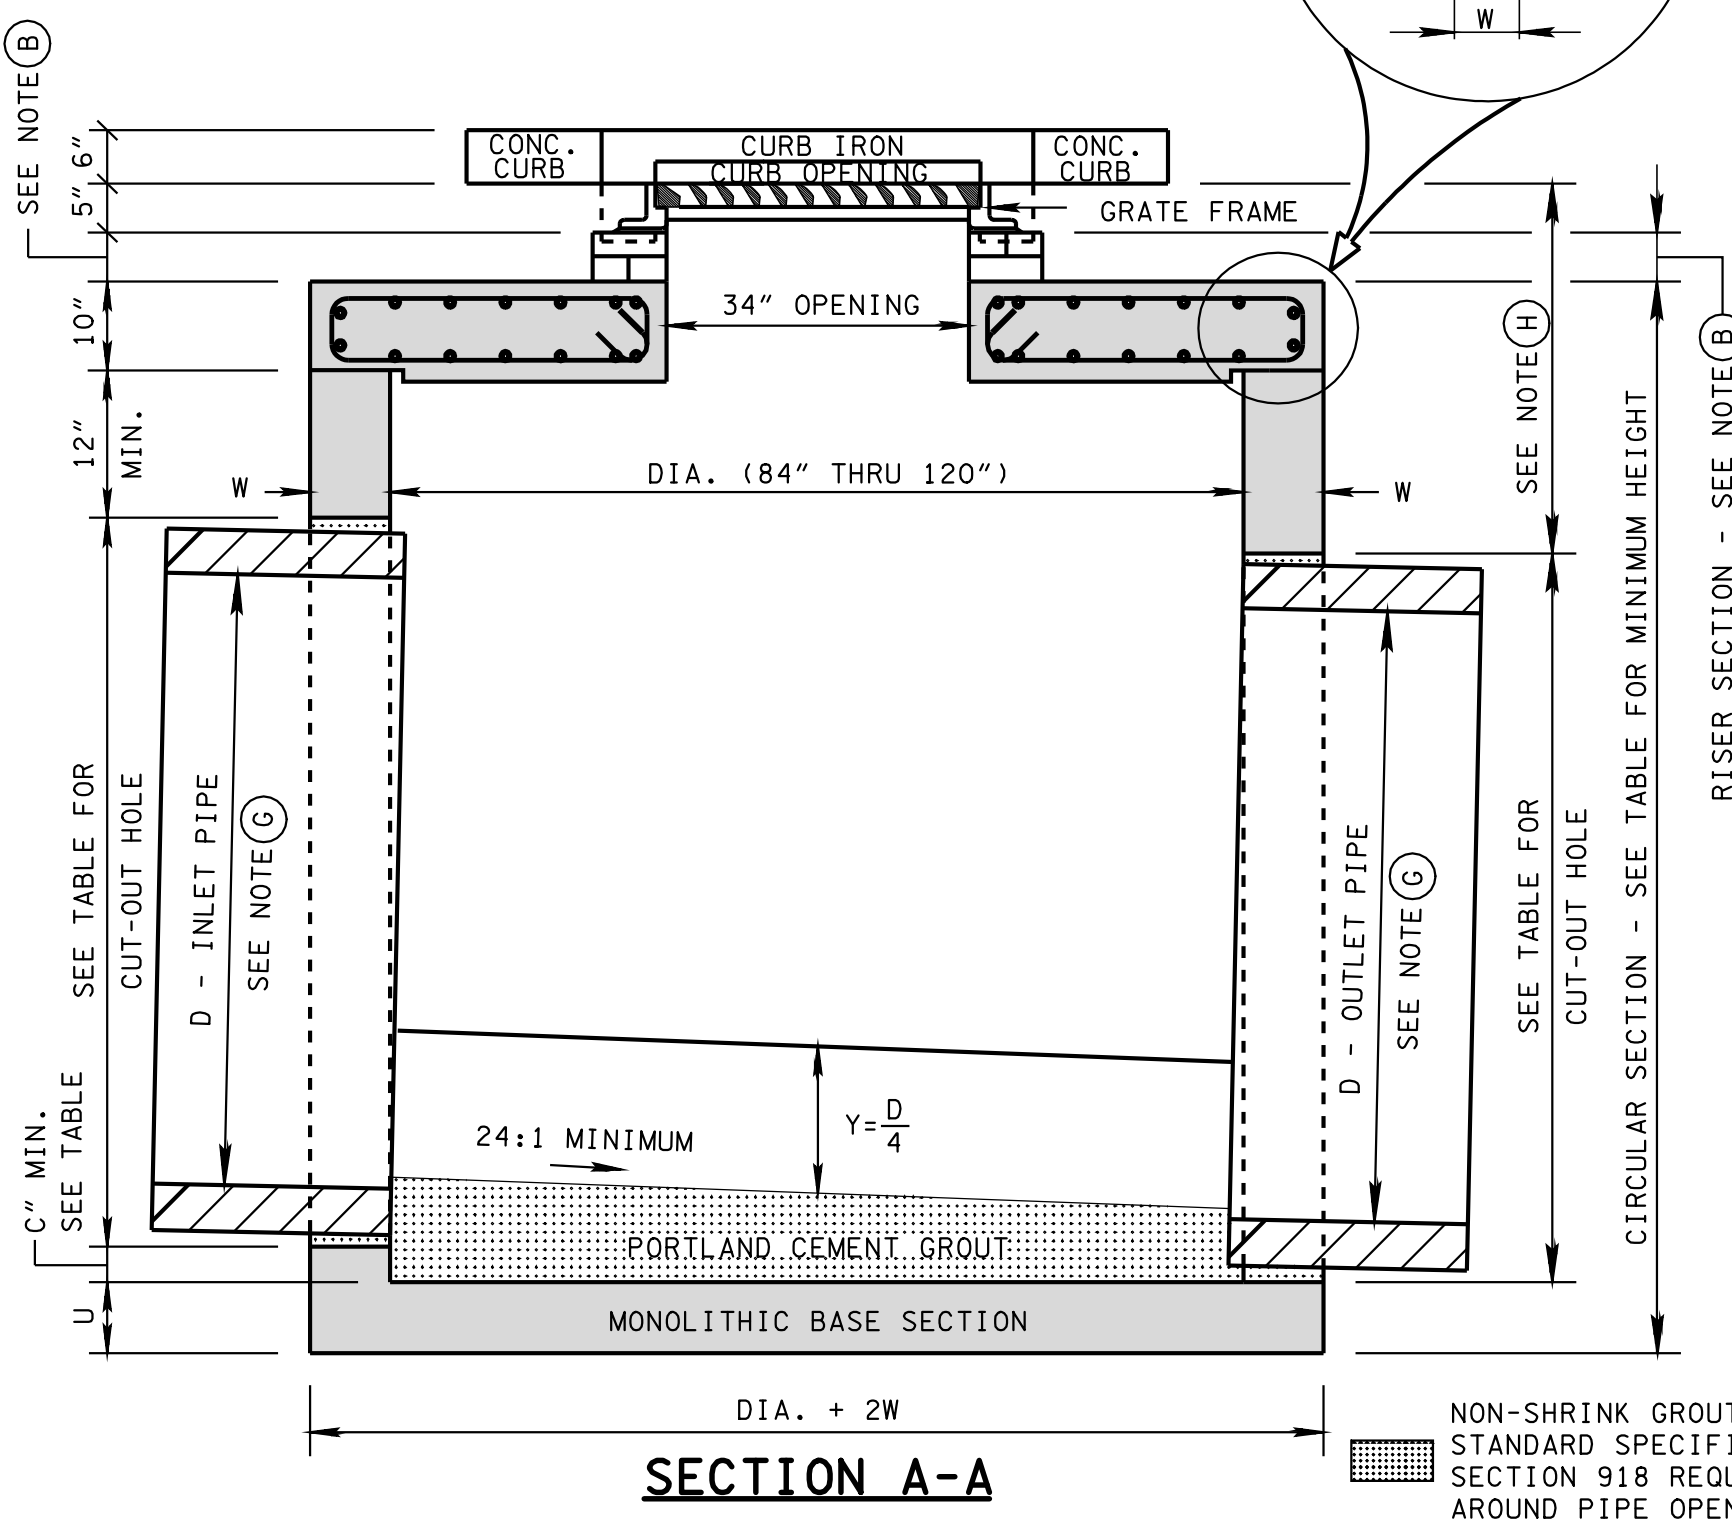 W
SEE NOTE B
6"
5"
CONC.
CURB
CURB IRON
CURB OPENING
CONC.
CURB
GRATE FRAME
10"
34" OPENING
SEE NOTE H
12"
MIN.
W
DIA. (84" THRU 120")
W
RISER SECTION - SEE NOTE B
CIRCULAR SECTION - SEE TABLE FOR MINIMUM HEIGHT
SEE TABLE FOR
CUT-OUT HOLE
D - INLET PIPE
SEE NOTE G
D - OUTLET PIPE
SEE NOTE G
SEE TABLE FOR
CUT-OUT HOLE
C" MIN.
SEE TABLE
24:1 MINIMUM
Y=D/4
PORTLAND CEMENT GROUT
U
MONOLITHIC BASE SECTION
DIA. + 2W
SECTION A-A
NON-SHRINK GROUT
STANDARD
SECTION 918
AROUND PIPE